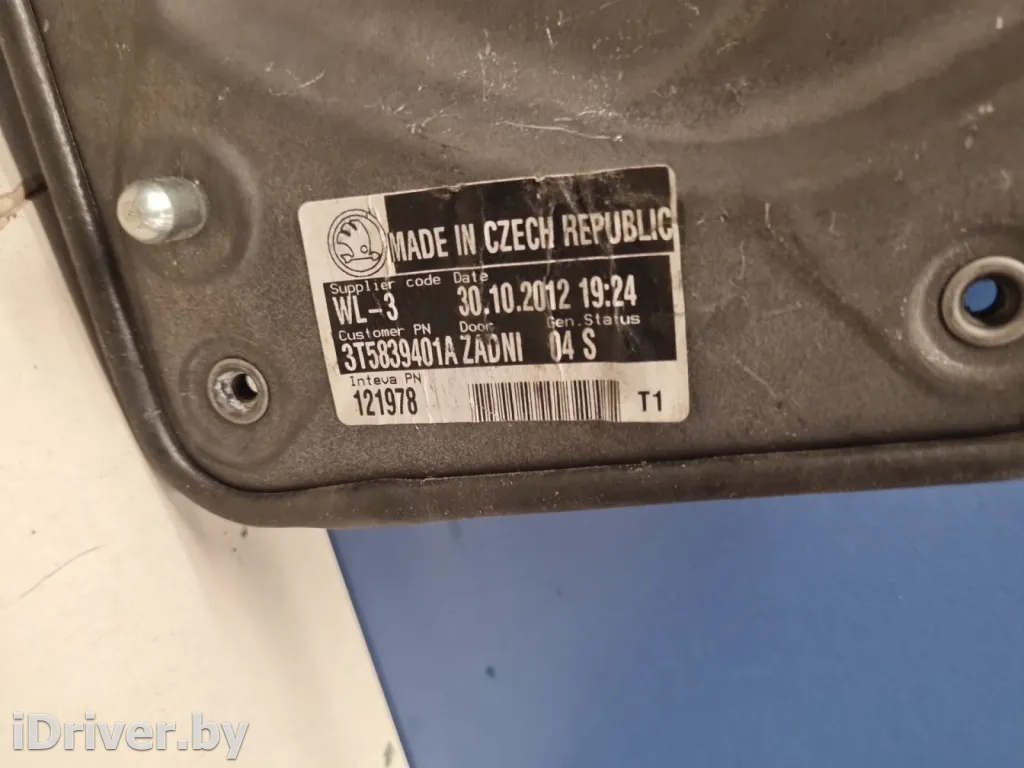 MADE IN CZECH REPUBLIC
Supplier code Date
WL-3 30.10.2012 19:24
Customer PN Door Gen.Status
3T5839401A ZADNI 04 S
Inteva PN
121978 T1
iDriver.by